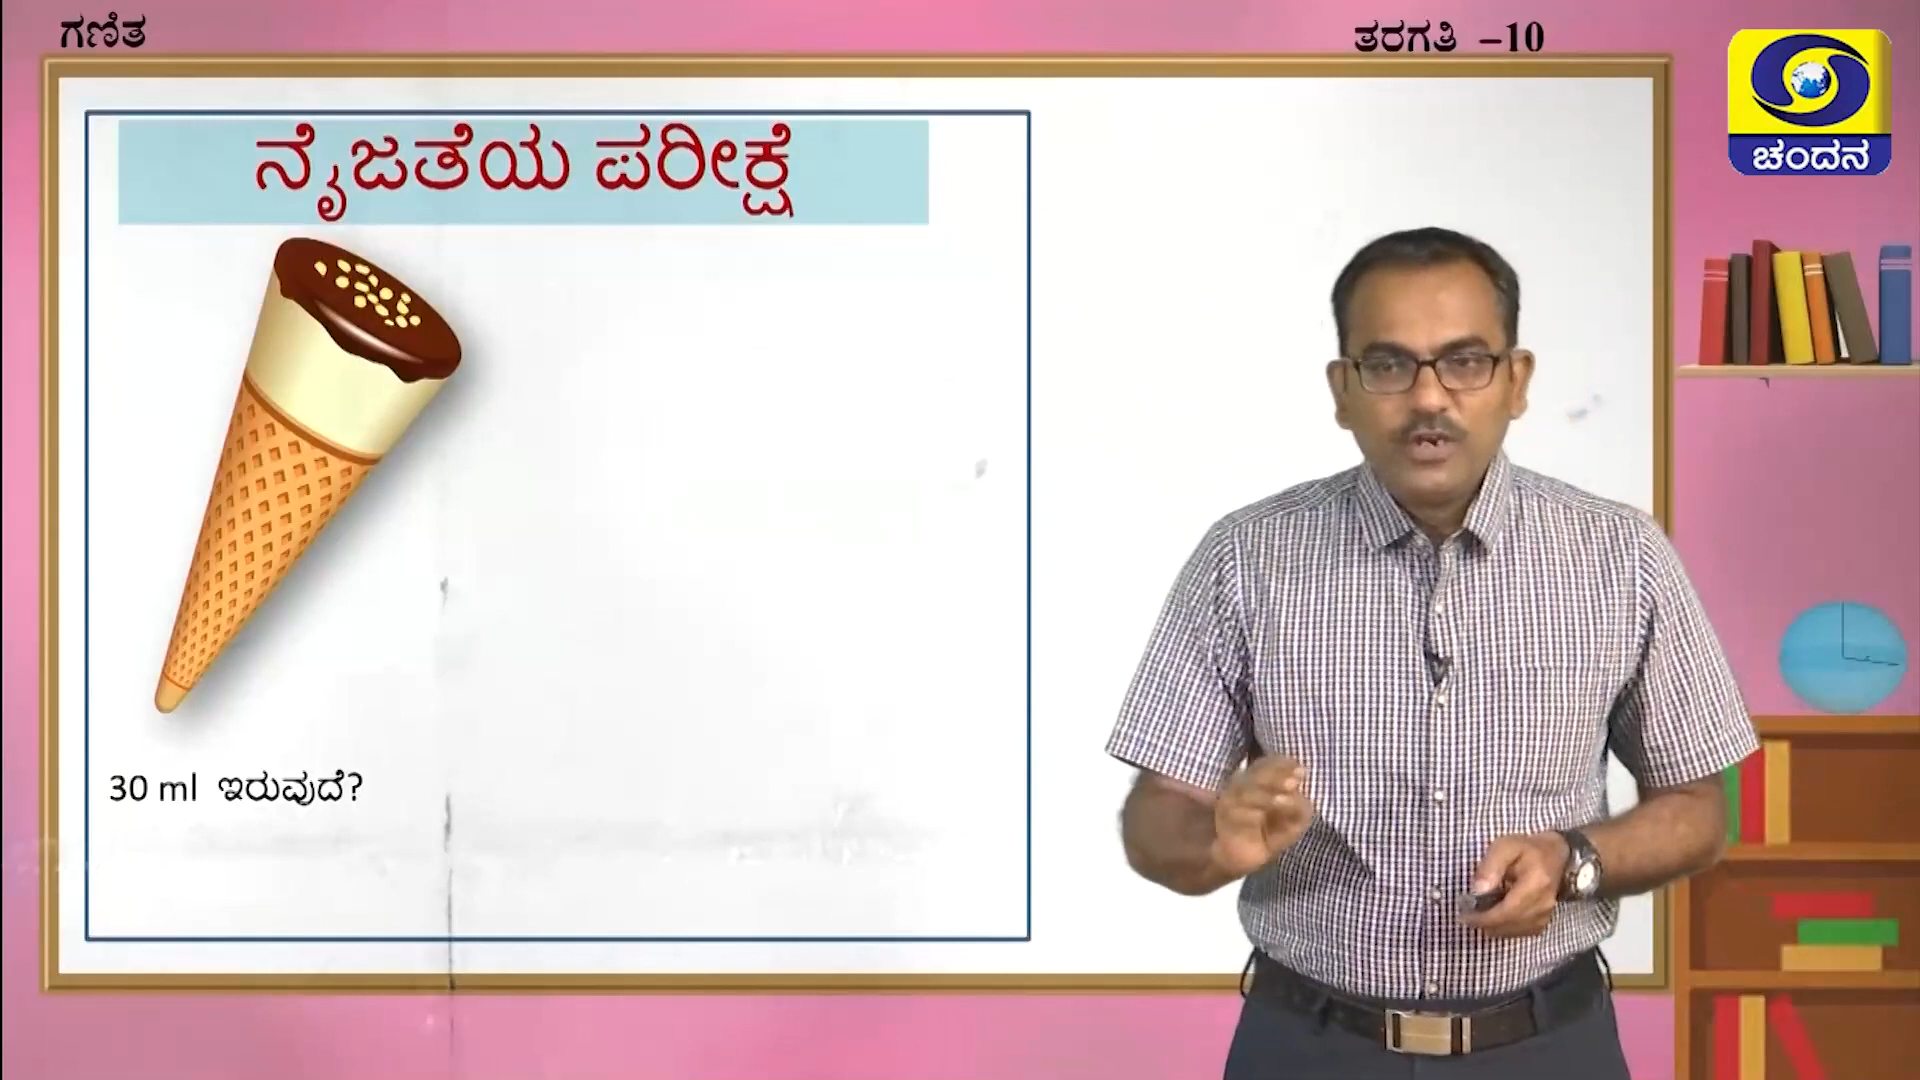 ಗಣಿತ
ತರಗತಿ –10
ಚಂದನ
ನೈಜತೆಯ ಪರೀಕ್ಷೆ
30 ml ಇರುವುದೆ?